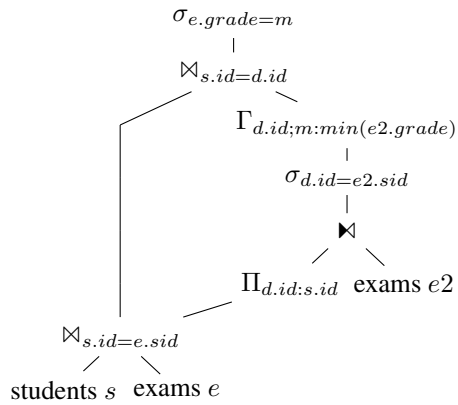 σe.grade=m
⋈s.id=d.id
Γd.id;m:min(e2.grade)
σd.id=e2.sid
⧑
Πd.id:s.id exams e2
⋈s.id=e.sid
students s exams e